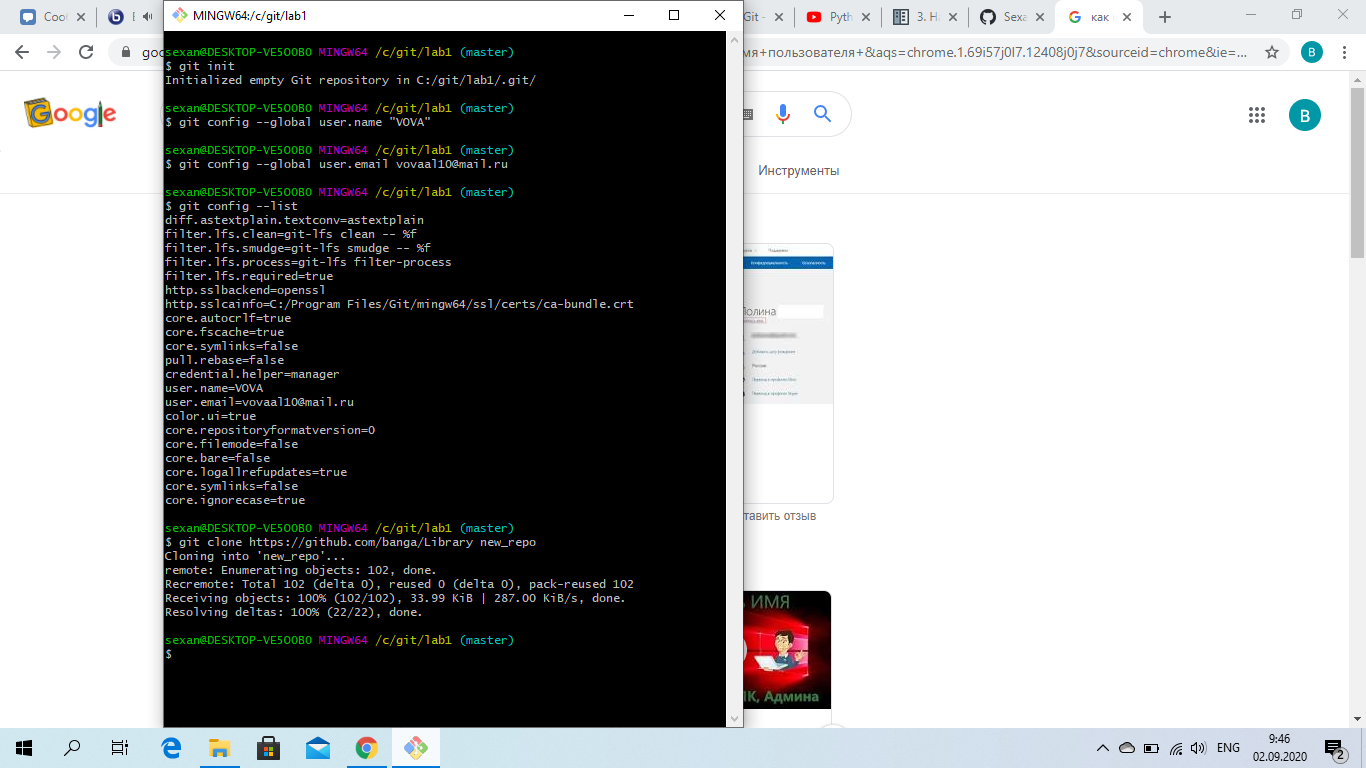 Coor
E
MINGW64:/c/git/lab1
Git -
Pyth
3. H
Sexa
как
goo
мя+пользователя+&aqs=chrome.1.69i57j0l7.12408j0j7&sourceid=chrome&ie=...
B
Google
B
Инструменты
sexan@DESKTOP-VE5OOBO MINGW64 /c/git/lab1 (master)
$ git init
Initialized empty Git repository in C:/git/lab1/.git/
sexan@DESKTOP-VE5OOBO MINGW64 /c/git/lab1 (master)
$ git config --global user.name "VOVA"
sexan@DESKTOP-VE5OOBO MINGW64 /c/git/lab1 (master)
$ git config --global user.email vovaal10@mail.ru
sexan@DESKTOP-VE5OOBO MINGW64 /c/git/lab1 (master)
$ git config --list
diff.astextplain.textconv=astextplain
filter.lfs.clean=git-lfs clean -- %f
filter.lfs.smudge=git-lfs smudge -- %f
filter.lfs.process=git-lfs filter-process
filter.lfs.required=true
http.sslbackend=openssl
http.sslcainfo=C:/Program Files/Git/mingw64/ssl/certs/ca-bundle.crt
core.autocrlf=true
core.fscache=true
core.symlinks=false
pull.rebase=false
credential.helper=manager
user.name=VOVA
user.email=vovaal10@mail.ru
color.ui=true
core.repositoryformatversion=0
core.filemode=false
core.bare=false
core.logallrefupdates=true
core.symlinks=false
core.ignorecase=true
sexan@DESKTOP-VE5OOBO MINGW64 /c/git/lab1 (master)
$ git clone https://github.com/banga/Library new_repo
Cloning into 'new_repo'...
remote: Enumerating objects: 102, done.
Recremote: Total 102 (delta 0), reused 0 (delta 0), pack-reused 102
Receiving objects: 100% (102/102), 33.99 KiB | 287.00 KiB/s, done.
Resolving deltas: 100% (22/22), done.
sexan@DESKTOP-VE5OOBO MINGW64 /c/git/lab1 (master)
$
Конфиденциальность Безопасность
Полина
Россия
тавить отзыв
Ь ИМЯ
ПК, Админа
ENG
9:46
02.09.2020
2